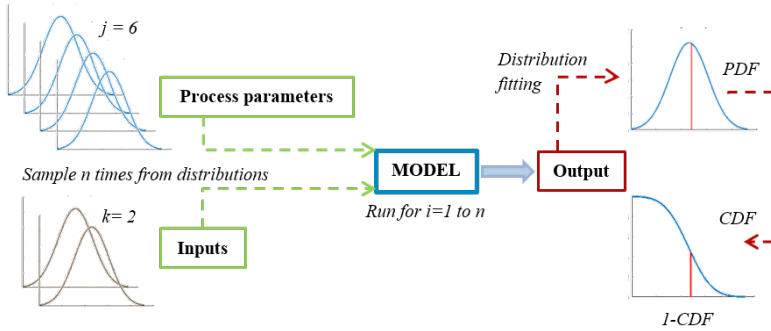 j = 6
Process parameters
Sample n times from distributions
k= 2
Inputs
MODEL
Run for i=1 to n
Output
Distribution
fitting
PDF
CDF
1-CDF